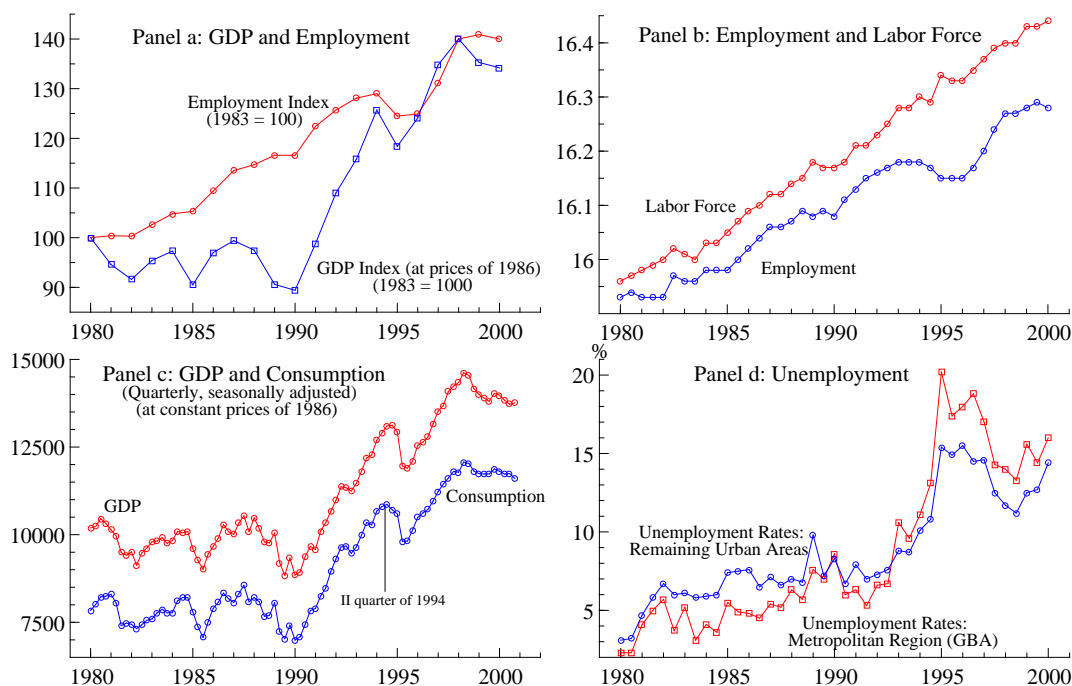 Panel a: GDP and Employment
140
130
120
110
100
90
Employment Index
(1983 = 100)
GDP Index (at prices of 1986)
(1983 = 1000
1980 1985 1990 1995 2000
Panel b: Employment and Labor Force
16.4
16.3
16.2
16.1
16
Labor Force
Employment
1980 1985 1990 1995 2000
Panel c: GDP and Consumption
(Quarterly, seasonally adjusted)
(at constant prices of 1986)
15000
12500
10000
7500
GDP
Consumption
II quarter of 1994
1980 1985 1990 1995 2000
%
Panel d: Unemployment
20
15
10
5
Unemployment Rates:
Remaining Urban Areas
Unemployment Rates:
Metropolitan Region (GBA)
1980 1985 1990 1995 2000